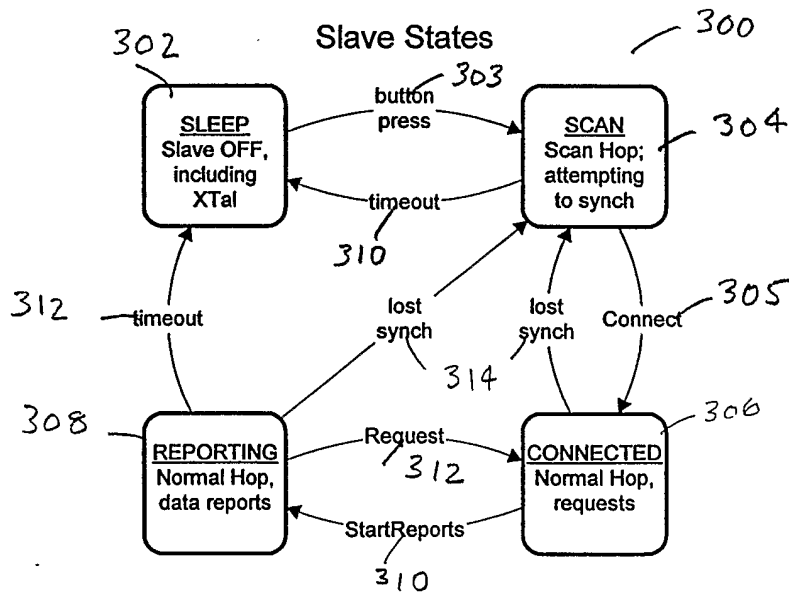 Slave States
300
302
303
button
press
SLEEP
Slave OFF,
including
XTal
SCAN
Scan Hop;
attempting
to synch
304
timeout
310
312
timeout
lost
synch
lost
synch
314
Connect
305
308
REPORTING
Normal Hop,
data reports
Request
312
CONNECTED
Normal Hop,
requests
306
StartReports
310